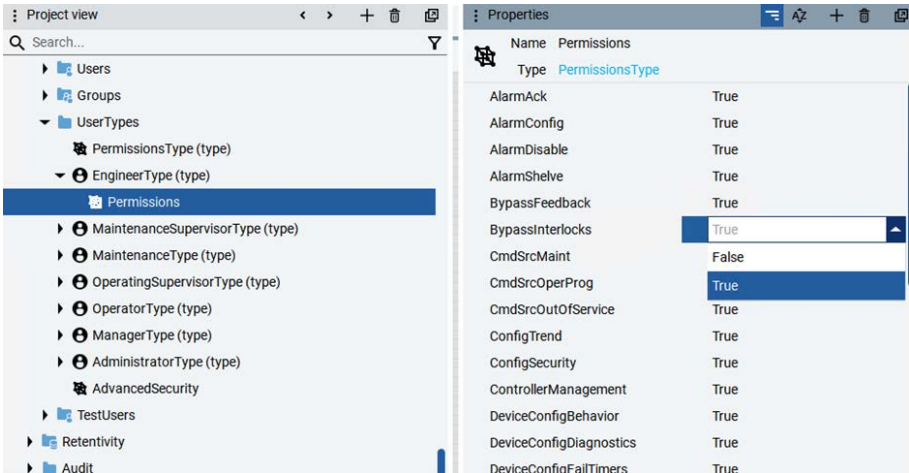 Project view
Search...
Users
Groups
UserTypes
PermissionsType (type)
EngineerType (type)
Permissions
MaintenanceSupervisorType (type)
MaintenanceType (type)
OperatingSupervisorType (type)
OperatorType (type)
ManagerType (type)
AdministratorType (type)
AdvancedSecurity
TestUsers
Retentivity
Audit
Properties
Name Permissions
Type PermissionsType
AlarmAck True
AlarmConfig True
AlarmDisable True
AlarmShelve True
BypassFeedback True
BypassInterlocks True
CmdSrcMaint False
CmdSrcOperProg True
CmdSrcOutOfService True
ConfigTrend True
ConfigSecurity True
ControllerManagement True
DeviceConfigBehavior True
DeviceConfigDiagnostics True
DeviceConfigFailTimers True